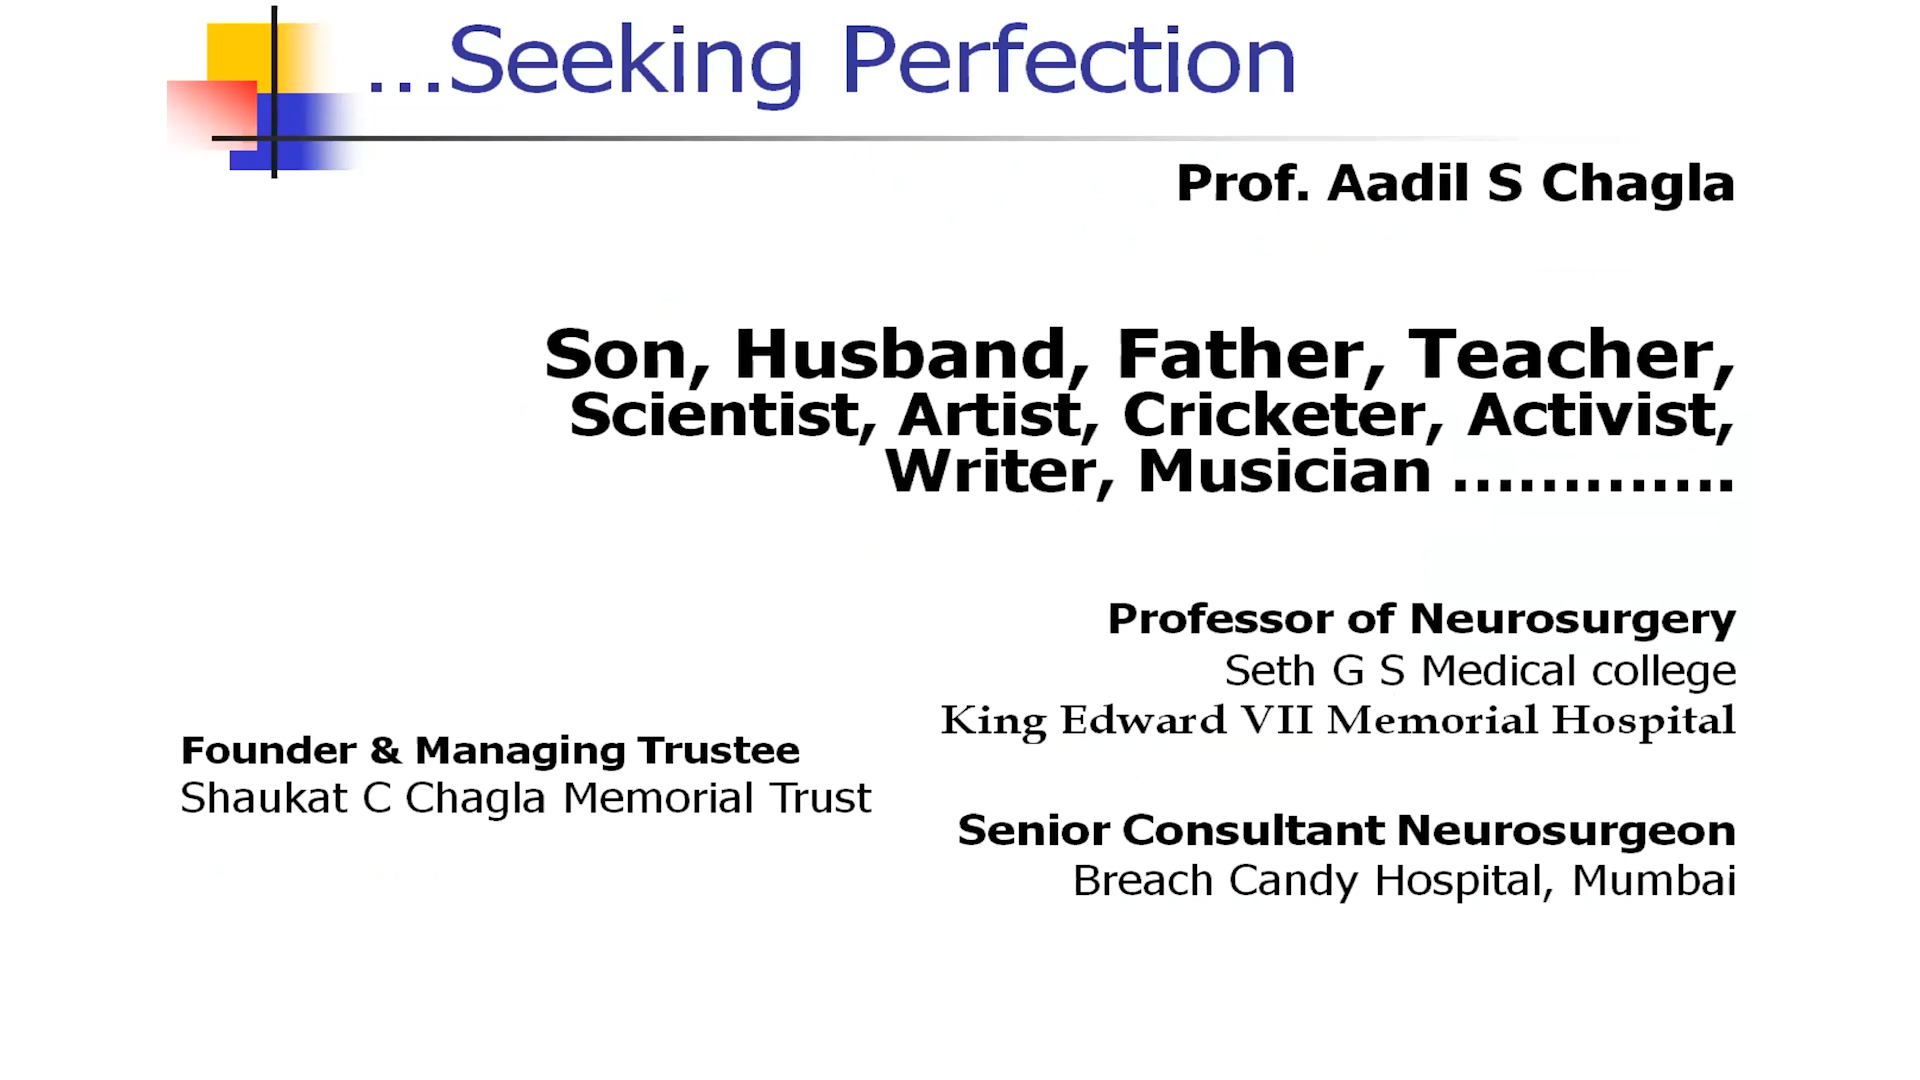 ...Seeking Perfection
Prof. Aadil S Chagla
Son, Husband, Father, Teacher,
Scientist, Artist, Cricketer, Activist,
Writer, Musician .............
Professor of Neurosurgery
Seth G S Medical college
King Edward VII Memorial Hospital
Founder & Managing Trustee
Shaukat C Chagla Memorial Trust
Senior Consultant Neurosurgeon
Breach Candy Hospital, Mumbai